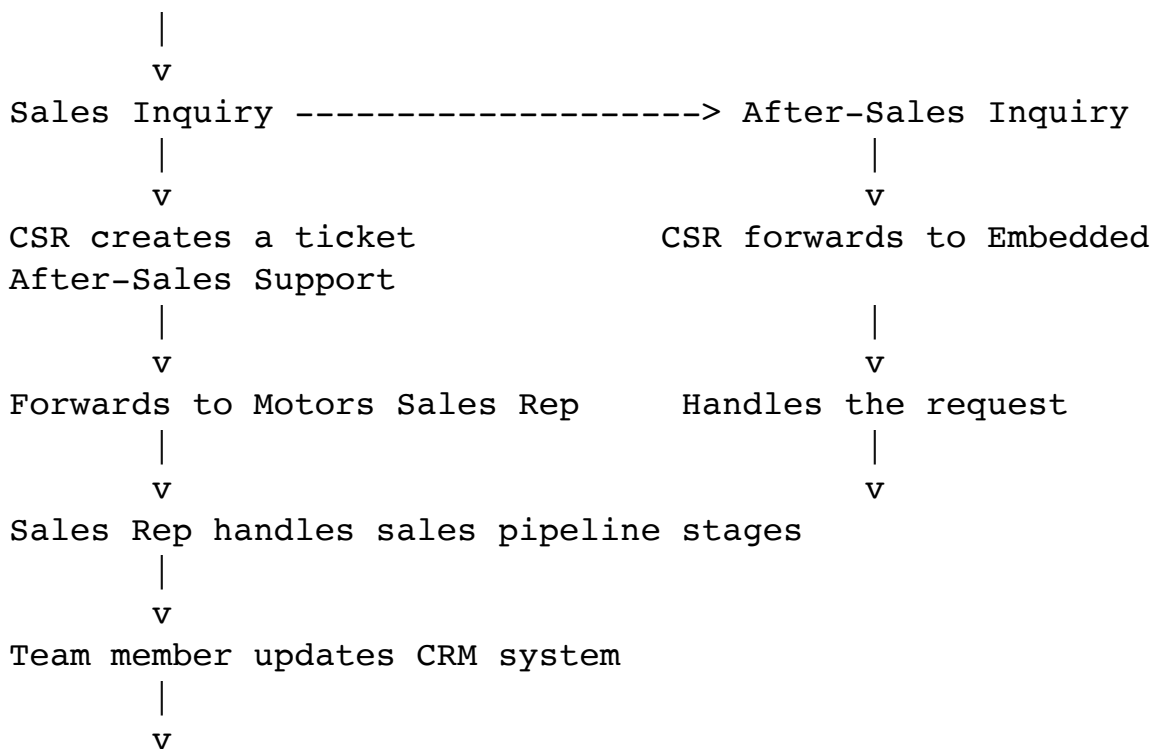 |
v
Sales Inquiry --------------------> After-Sales Inquiry
| |
v v
CSR creates a ticket CSR forwards to Embedded
After-Sales Support
| |
v v
Forwards to Motors Sales Rep Handles the request
| |
v v
Sales Rep handles sales pipeline stages
|
v
Team member updates CRM system
|
v